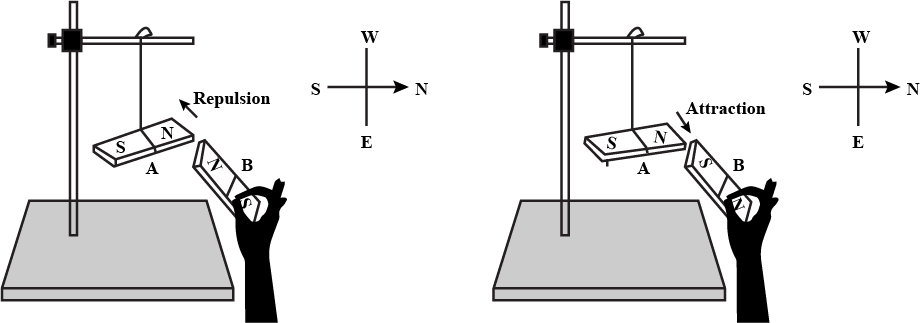 W
S N
E
Repulsion
S N
A
N B
S
W
S N
E
Attraction
S N
A
S B
N